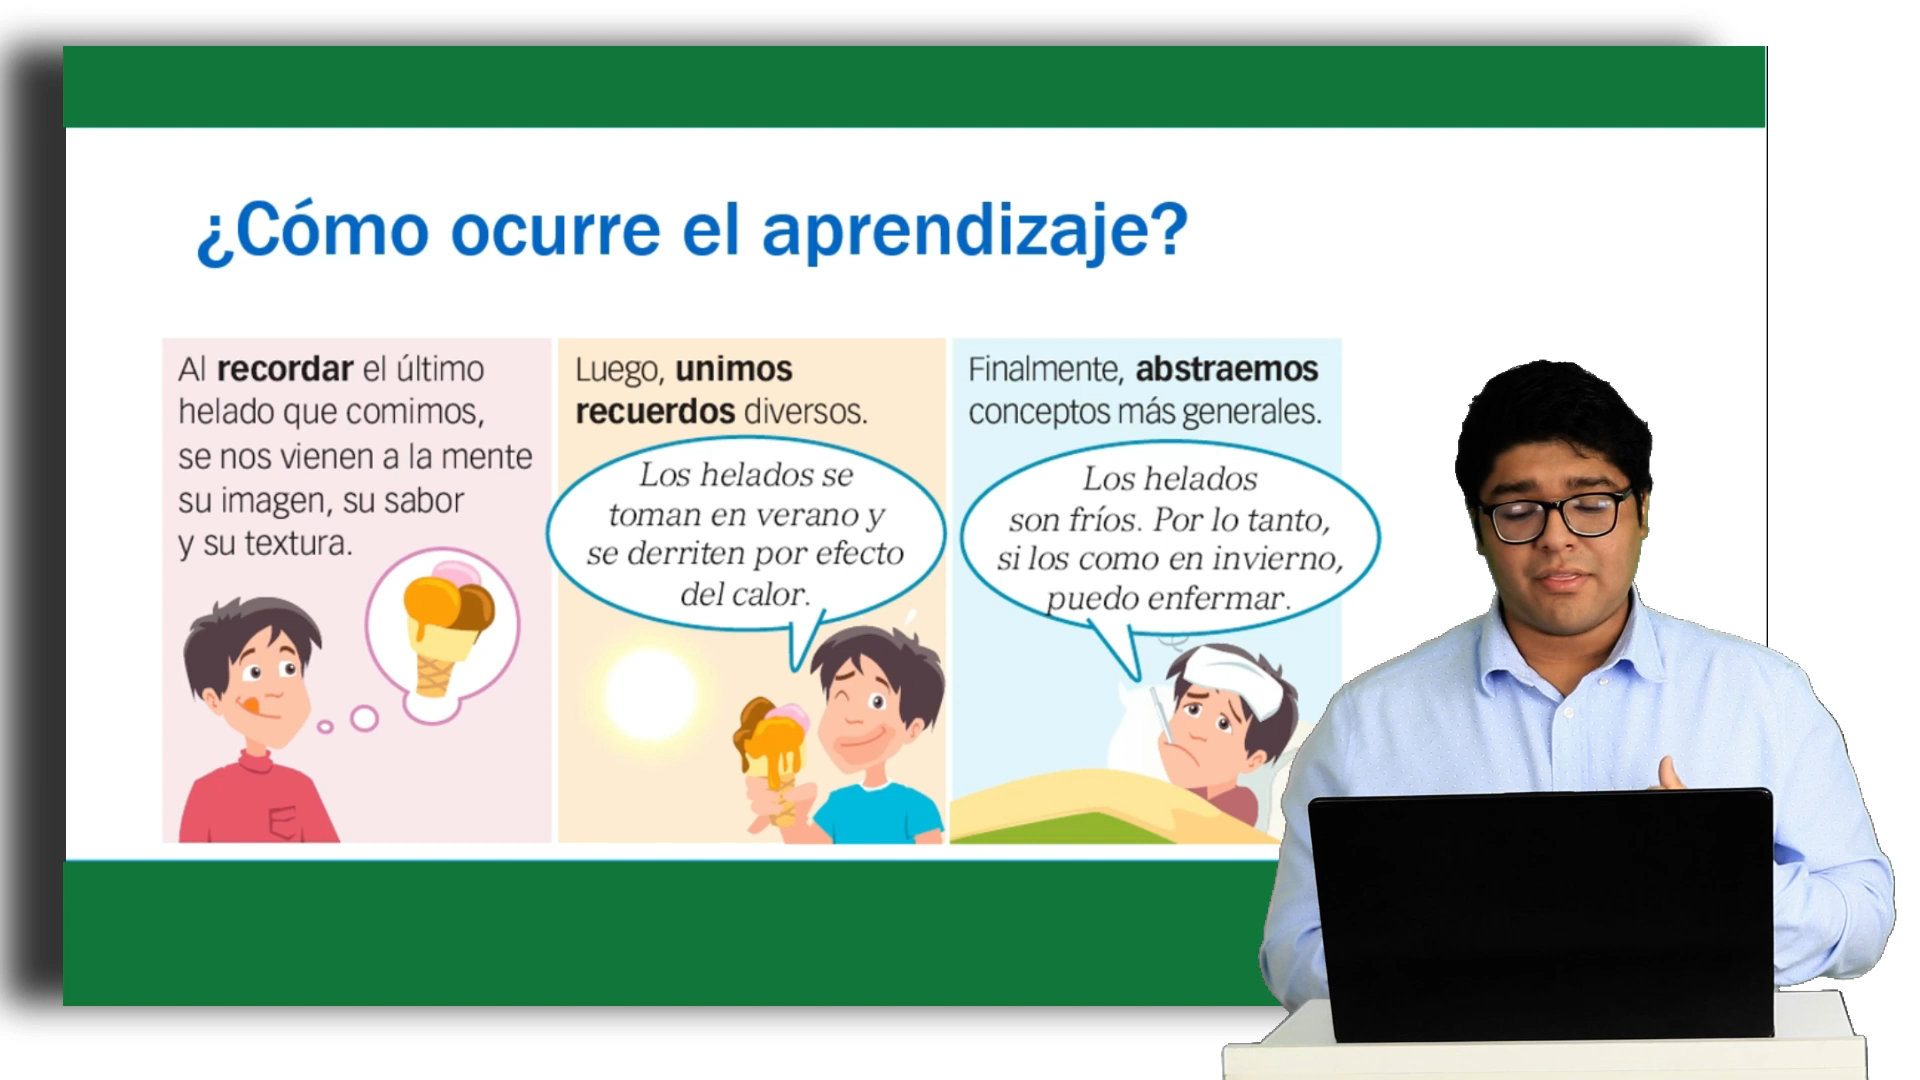 ¿Cómo ocurre el aprendizaje?
Al recordar el último
helado que comimos,
se nos vienen a la mente
su imagen, su sabor
y su textura.
Luego, unimos
recuerdos diversos.
Los helados se
toman en verano y
se derriten por efecto
del calor.
Finalmente, abstraemos
conceptos más generales.
Los helados
son fríos. Por lo tanto,
si los como en invierno,
puedo enfermar.